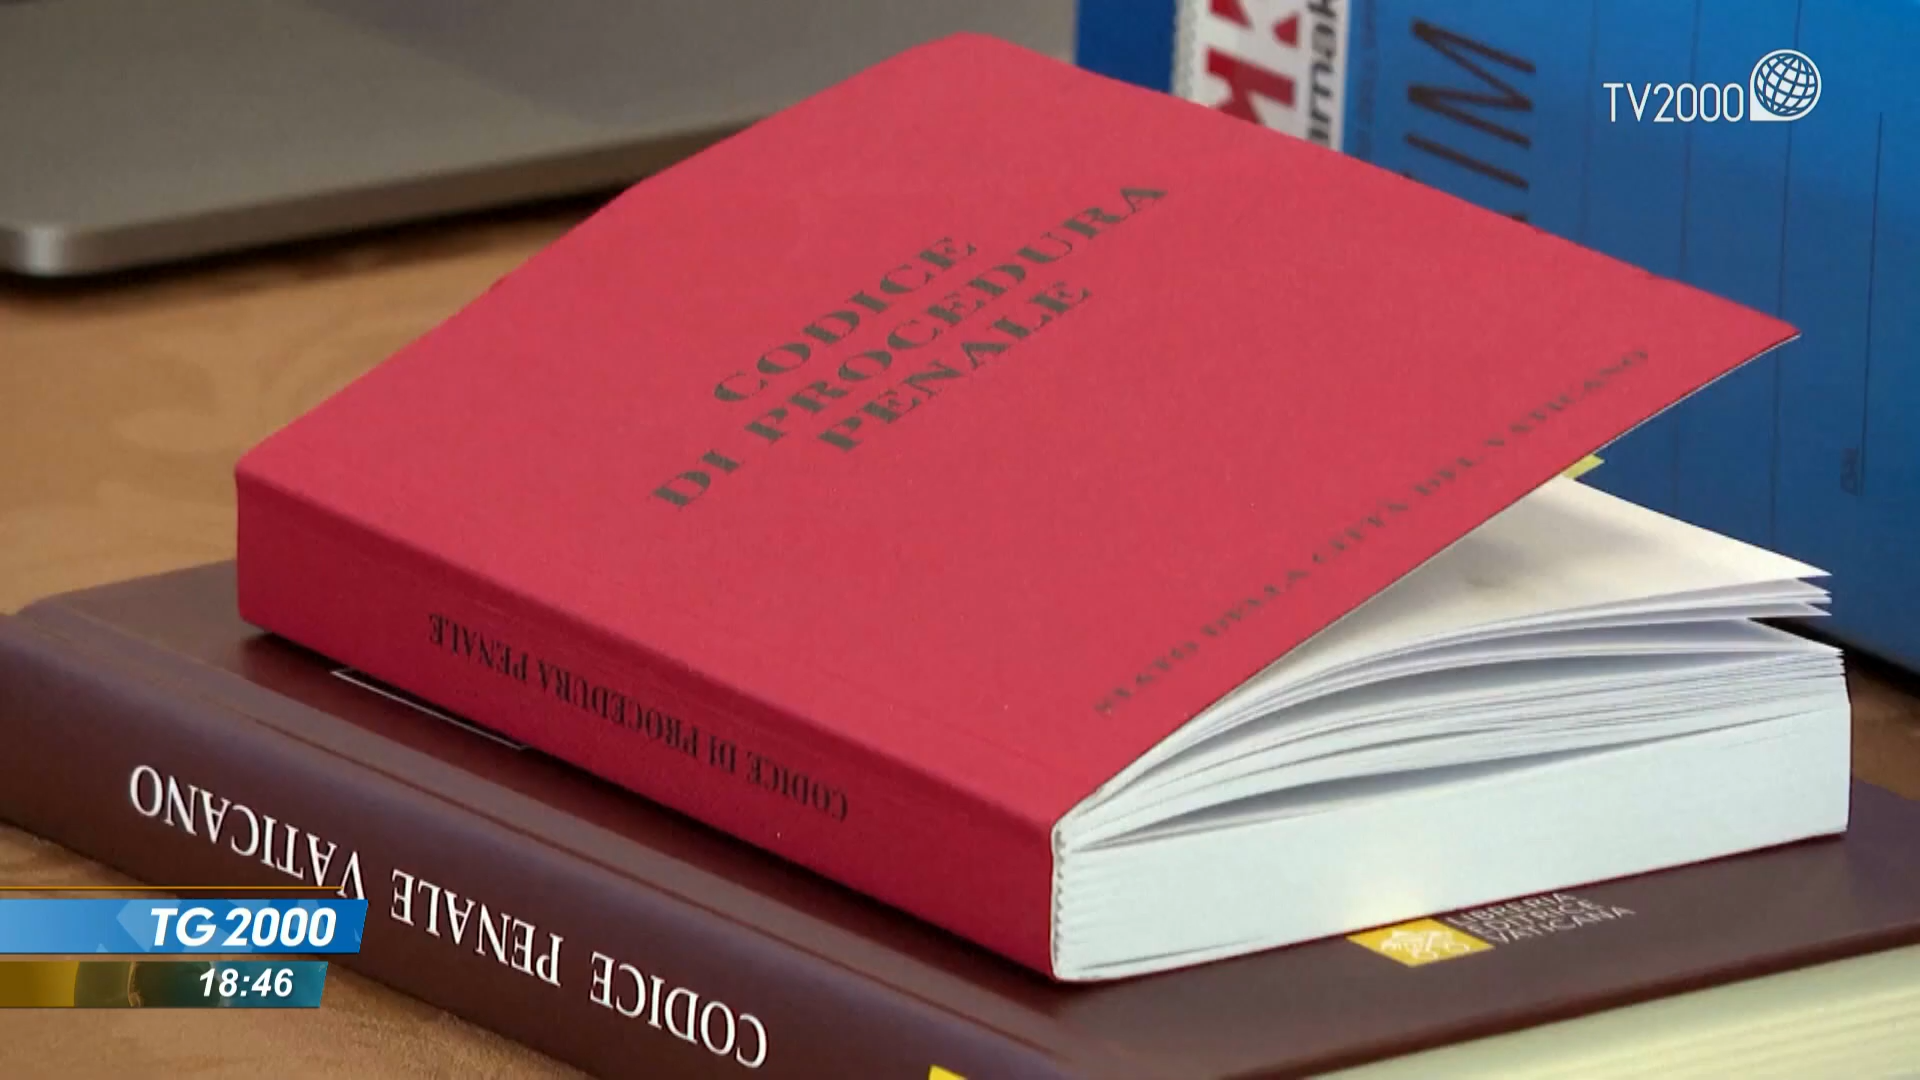 TV2000
CODICE
DI PROCEDURA
PENALE
STATO DELLA CITTÀ DEL VATICANO
CODICE DI PROCEDURA PENALE
CODICE PENALE VATICANO
LIBRERIA
EDITRICE
VATICANA
TG 2000
18:46